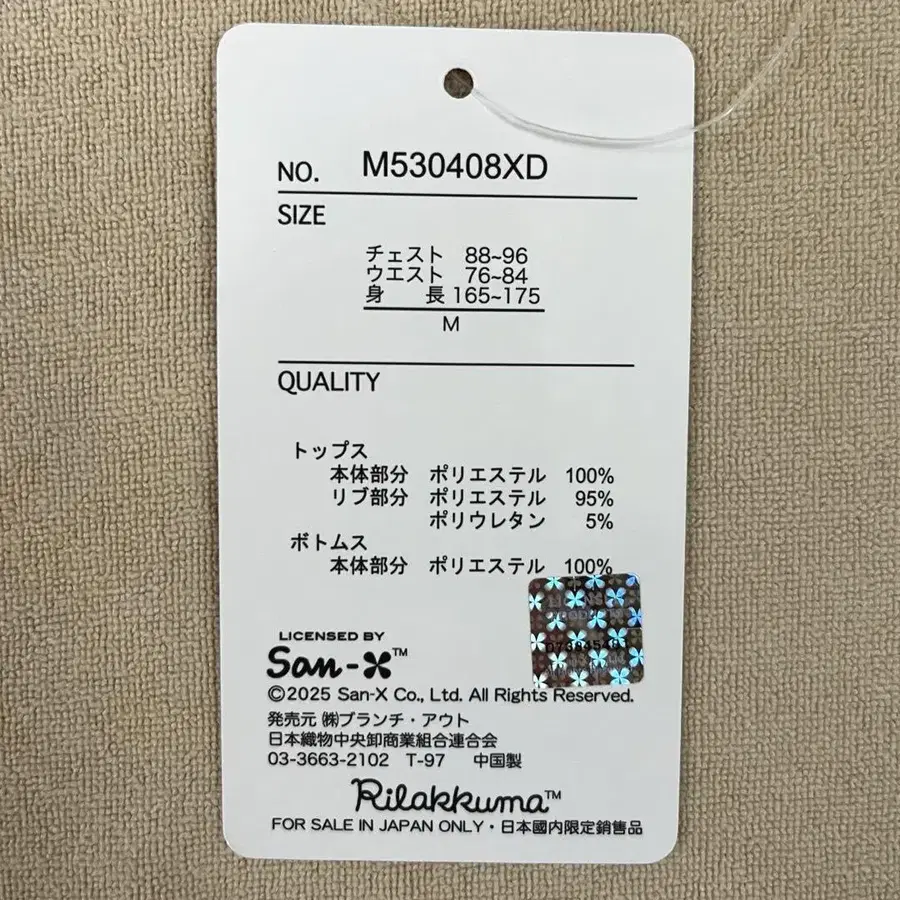 NO. M530408XD
SIZE
チェスト 88~96
ウエスト 76~84
身 長 165~175
M
QUALITY
トップス
本体部分 ポリエステル 100%
リブ部分 ポリエステル 95%
ポリウレタン 5%
ボトムス
本体部分 ポリエステル 100%
LICENSED BY
San-X™
©2025 San-X Co., Ltd. All Rights Reserved.
発売元 ㈱ブランチ・アウト
日本織物中央卸商業組合連合会
03-3663-2102 T-97 中国製
Rilakkuma™
FOR SALE IN JAPAN ONLY・日本國内限定銷售品